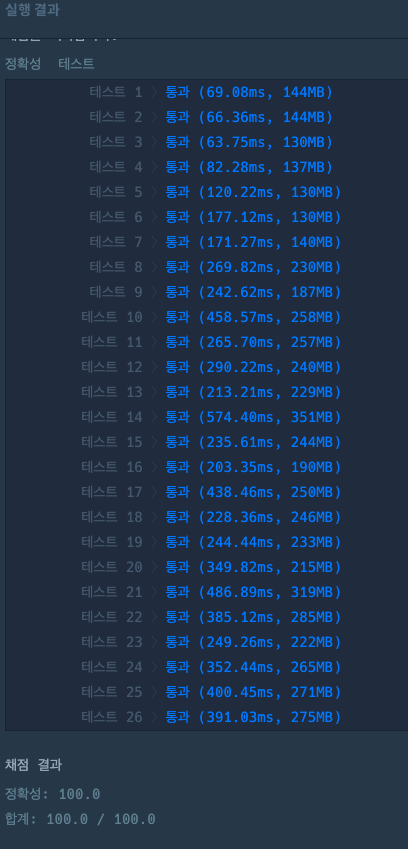 실행 결과
정확성 테스트
테스트 1 〉 통과 (69.08ms, 144MB)
테스트 2 〉 통과 (66.36ms, 144MB)
테스트 3 〉 통과 (63.75ms, 130MB)
테스트 4 〉 통과 (82.28ms, 137MB)
테스트 5 〉 통과 (120.22ms, 130MB)
테스트 6 〉 통과 (177.12ms, 130MB)
테스트 7 〉 통과 (171.27ms, 140MB)
테스트 8 〉 통과 (269.82ms, 230MB)
테스트 9 〉 통과 (242.62ms, 187MB)
테스트 10 〉 통과 (458.57ms, 258MB)
테스트 11 〉 통과 (265.70ms, 257MB)
테스트 12 〉 통과 (290.22ms, 240MB)
테스트 13 〉 통과 (213.21ms, 229MB)
테스트 14 〉 통과 (574.40ms, 351MB)
테스트 15 〉 통과 (235.61ms, 244MB)
테스트 16 〉 통과 (203.35ms, 190MB)
테스트 17 〉 통과 (438.46ms, 250MB)
테스트 18 〉 통과 (228.36ms, 246MB)
테스트 19 〉 통과 (244.44ms, 233MB)
테스트 20 〉 통과 (349.82ms, 215MB)
테스트 21 〉 통과 (486.89ms, 319MB)
테스트 22 〉 통과 (385.12ms, 285MB)
테스트 23 〉 통과 (249.26ms, 222MB)
테스트 24 〉 통과 (352.44ms, 265MB)
테스트 25 〉 통과 (400.45ms, 271MB)
테스트 26 〉 통과 (391.03ms, 275MB)
채점 결과
정확성: 100.0
합계: 100.0 / 100.0